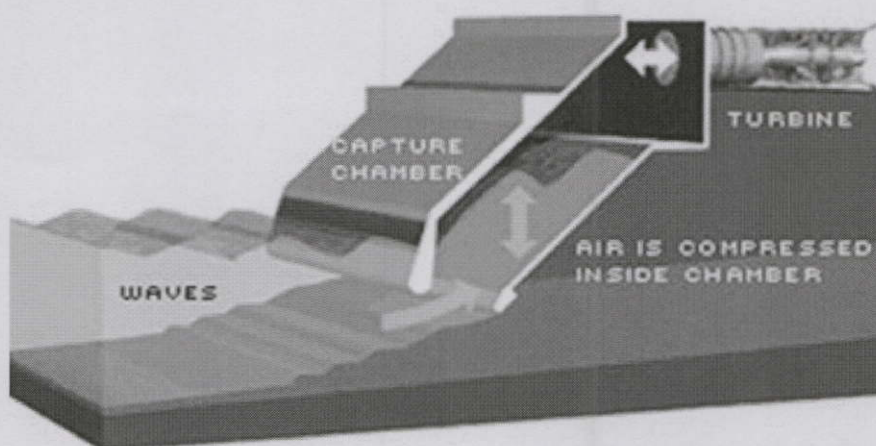 TURBINE
CAPTURE
CHAMBER
AIR IS COMPRESSED
INSIDE CHAMBER
WAVES